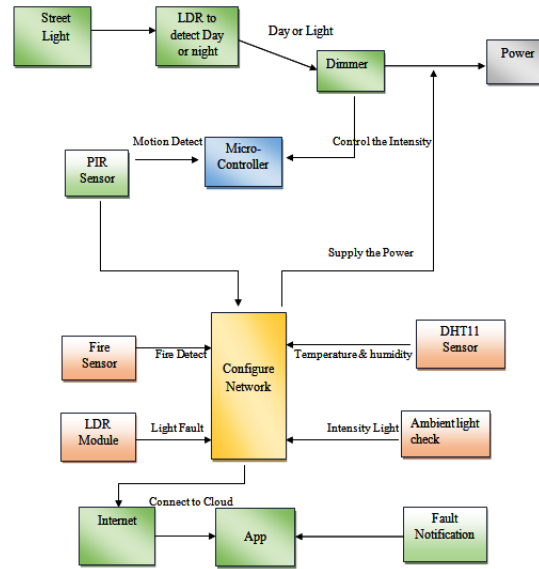 Street
Light
LDR to
detect Day
or night
Day or Light
Dimmer
Power
Motion Detect
Micro-
Controller
Control the Intensity
PIR
Sensor
Supply the Power
Fire
Sensor
Fire Detect
Configure
Network
Temperature & humidity
DHT11
Sensor
LDR
Module
Light Fault
Intensity Light
Ambient light
check
Connect to Cloud
Internet
App
Fault
Notification